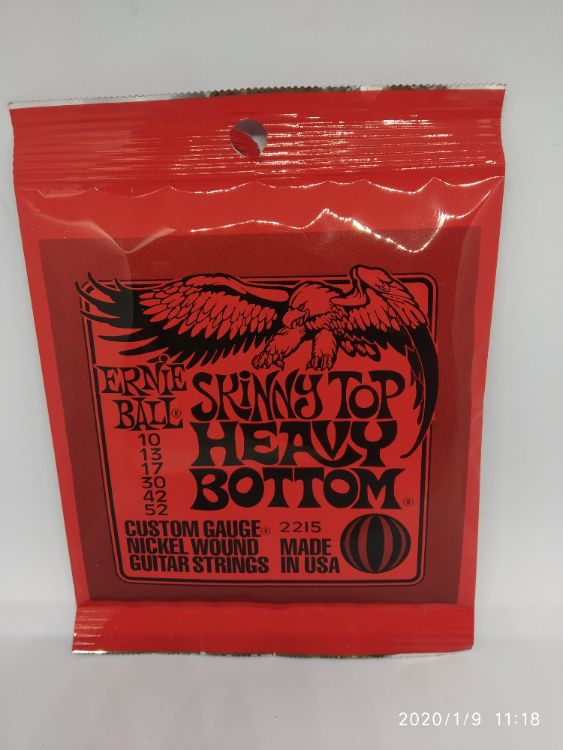 ERNIE
BALL®
10
13
17
30
42
52
SKINNY TOP
HEAVY
BOTTOM®
CUSTOM GAUGE® 2215
NICKEL WOUND
GUITAR STRINGS
MADE
IN USA
2020/1/9 11:18